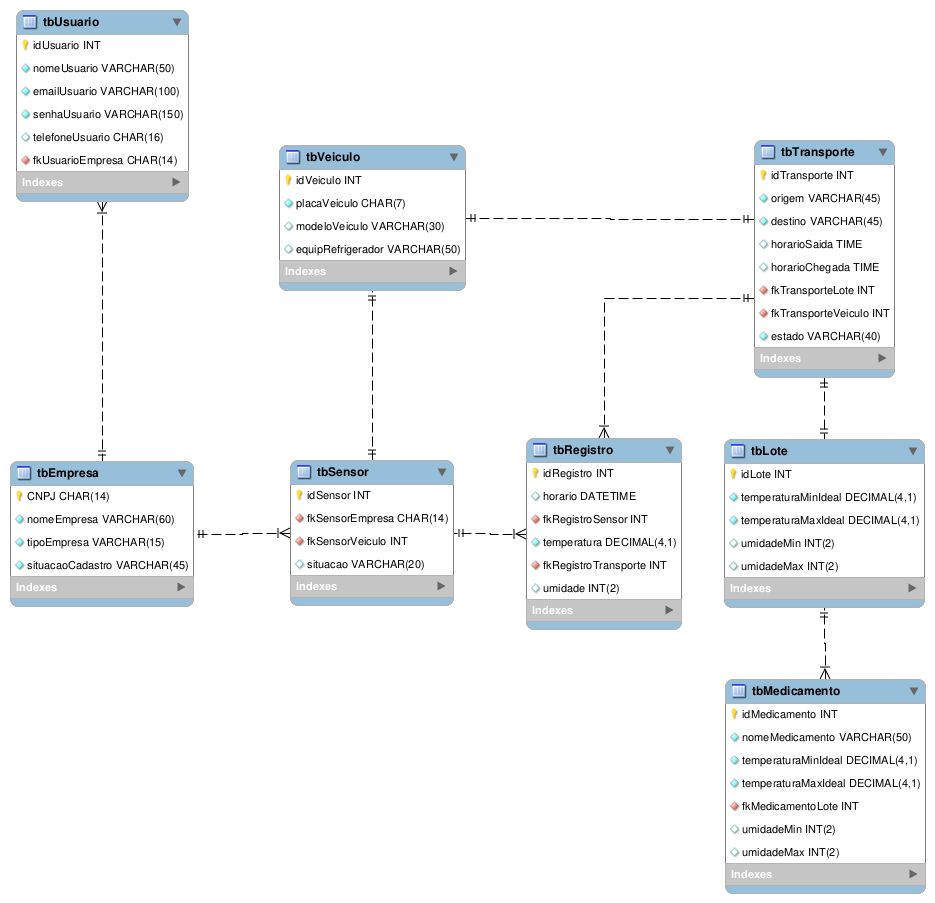 tbUsuario
idUsuario INT
nomeUsuario VARCHAR(50)
emailUsuario VARCHAR(100)
senhaUsuario VARCHAR(150)
telefoneUsuario CHAR(16)
fkUsuarioEmpresa CHAR(14)
Indexes
tbVeiculo
idVeiculo INT
placaVeiculo CHAR(7)
modeloVeiculo VARCHAR(30)
equipRefrigerador VARCHAR(50)
Indexes
tbTransporte
idTransporte INT
origem VARCHAR(45)
destino VARCHAR(45)
horarioSaida TIME
horarioChegada TIME
fkTransporteLote INT
fkTransporteVeiculo INT
estado VARCHAR(40)
Indexes
tbEmpresa
CNPJ CHAR(14)
nomeEmpresa VARCHAR(60)
tipoEmpresa VARCHAR(15)
situacaoCadastro VARCHAR(45)
Indexes
tbSensor
idSensor INT
fkSensorEmpresa CHAR(14)
fkSensorVeiculo INT
situacao VARCHAR(20)
Indexes
tbRegistro
idRegistro INT
horario DATETIME
fkRegistroSensor INT
temperatura DECIMAL(4,1)
fkRegistroTransporte INT
umidade INT(2)
Indexes
tbLote
idLote INT
temperaturaMinIdeal DECIMAL(4,1)
temperaturaMaxIdeal DECIMAL(4,1)
umidadeMin INT(2)
umidadeMax INT(2)
Indexes
tbMedicamento
idMedicamento INT
nomeMedicamento VARCHAR(50)
temperaturaMinIdeal DECIMAL(4,1)
temperaturaMaxIdeal DECIMAL(4,1)
fkMedicamentoLote INT
umidadeMin INT(2)
umidadeMax INT(2)
Indexes